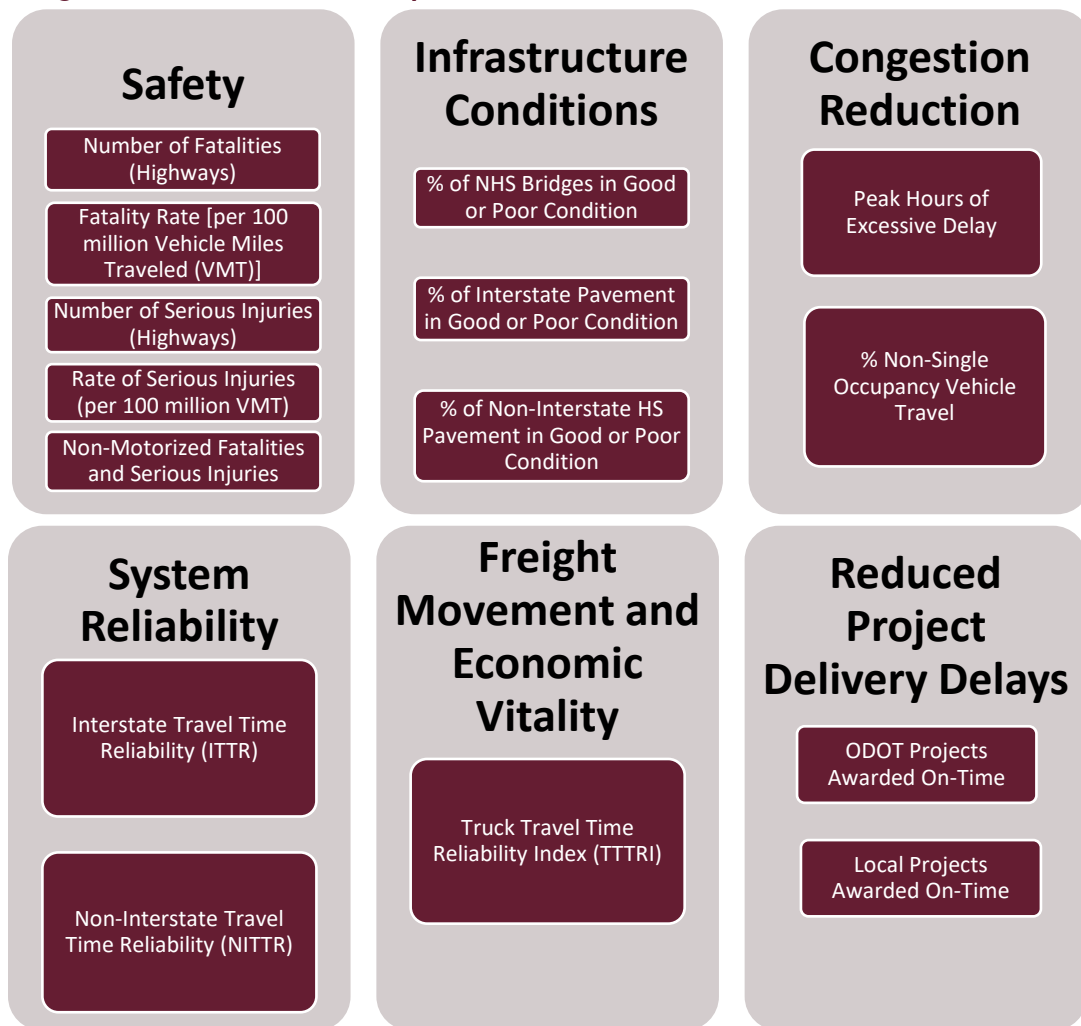 Safety
Number of Fatalities
(Highways)
Fatality Rate [per 100
million Vehicle Miles
Traveled (VMT)]
Number of Serious Injuries
(Highways)
Rate of Serious Injuries
(per 100 million VMT)
Non-Motorized Fatalities
and Serious Injuries
Infrastructure
Conditions
% of NHS Bridges in Good
or Poor Condition
% of Interstate Pavement
in Good or Poor Condition
% of Non-Interstate HS
Pavement in Good or Poor
Condition
Congestion
Reduction
Peak Hours of
Excessive Delay
% Non-Single
Occupancy Vehicle
Travel
System
Reliability
Interstate Travel Time
Reliability (ITTR)
Non-Interstate Travel
Time Reliability (NITTR)
Freight
Movement and
Economic
Vitality
Truck Travel Time
Reliability Index (TTTRI)
Reduced
Project
Delivery Delays
ODOT Projects
Awarded On-Time
Local Projects
Awarded On-Time